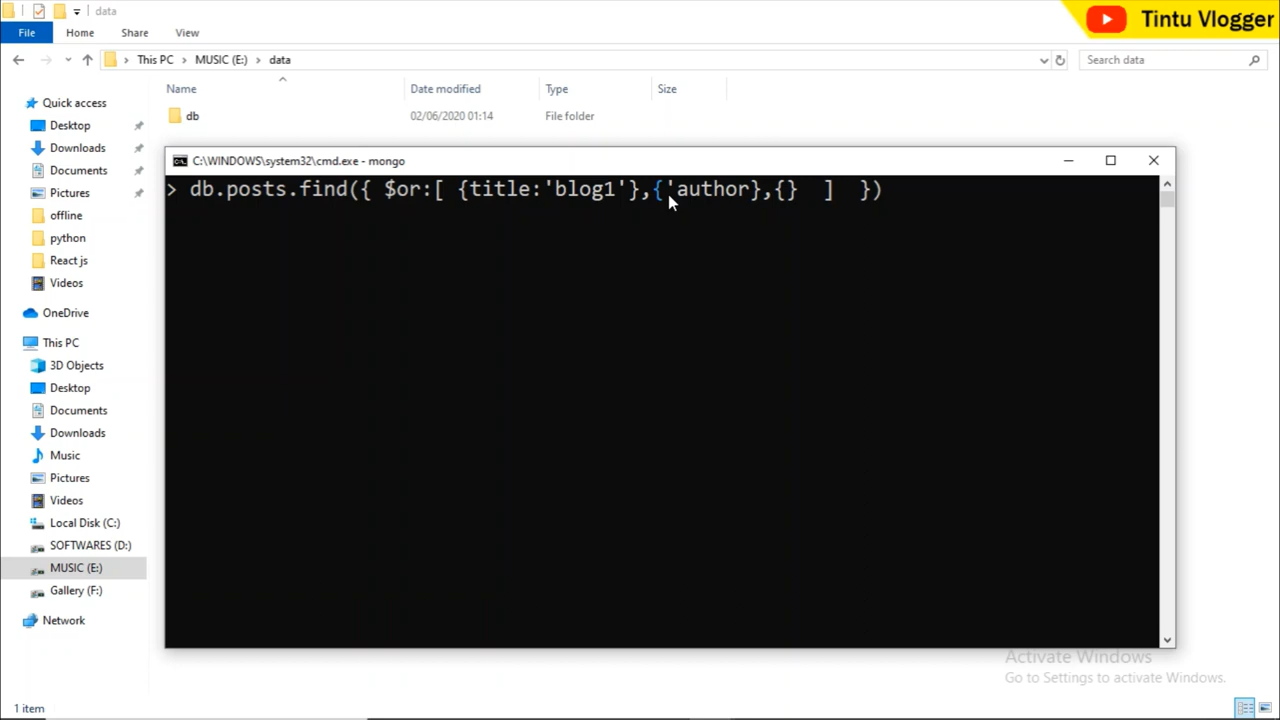 data
Tintu Vlogger
File Home Share View
This PC MUSIC (E:) data
Search data
Name Date modified Type Size
db 02/06/2020 01:14 File folder
Quick access
Desktop
Downloads
Documents
Pictures
offline
python
React js
Videos
OneDrive
This PC
3D Objects
Desktop
Documents
Downloads
Music
Pictures
Videos
Local Disk (C:)
SOFTWARES (D:)
MUSIC (E:)
Gallery (F:)
Network
C:\WINDOWS\system32\cmd.exe - mongo
> db.posts.find({ $or:[ {title:'blog1'},{'author},{} ] })
Activate Windows
Go to Settings to activate Windows.
1 item